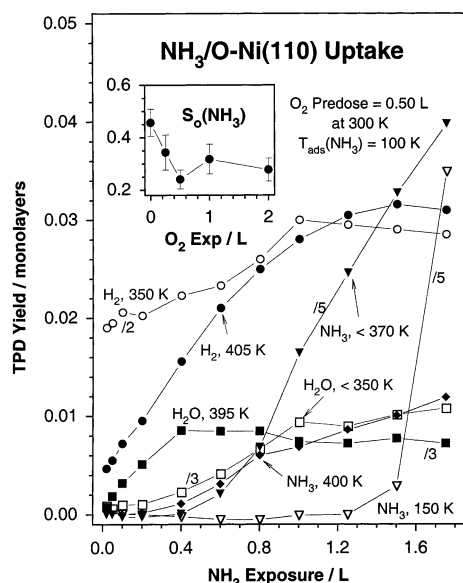 NH₃/O-Ni(110) Uptake
0.05
0.04
0.03
0.02
0.01
0.00
TPD Yield / monolayers
0.6
0.4
0.2
Sₒ(NH₃)
0 1 2
O₂ Exp / L
O₂ Predose = 0.50 L
at 300 K
Tₐdₛ(NH₃) = 100 K
H₂, 350 K
/2
H₂, 405 K
/5
NH₃, < 370 K
/5
H₂O, < 350 K
H₂O, 395 K
/3
NH₃, 400 K
/3
NH₃, 150 K
0.0 0.4 0.8 1.2 1.6
NH₃ Exposure / L